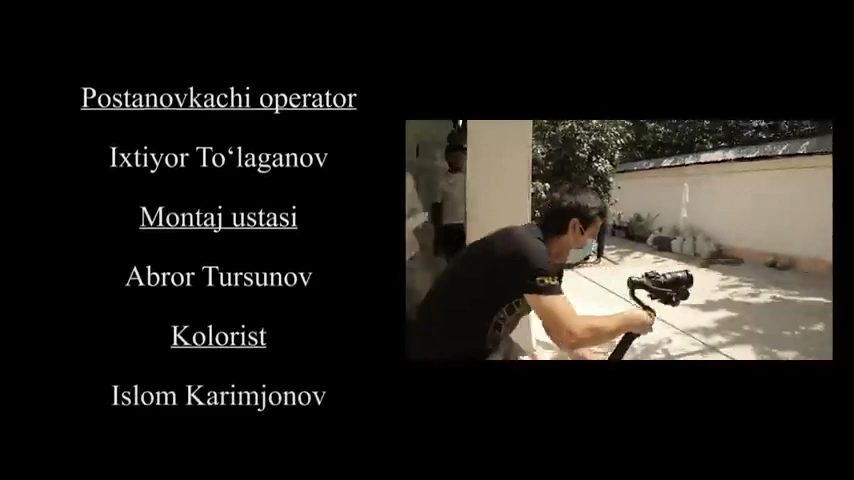 Postanovkachi operator
Ixtiyor To‘laganov
Montaj ustasi
Abror Tursunov
Kolorist
Islom Karimjonov